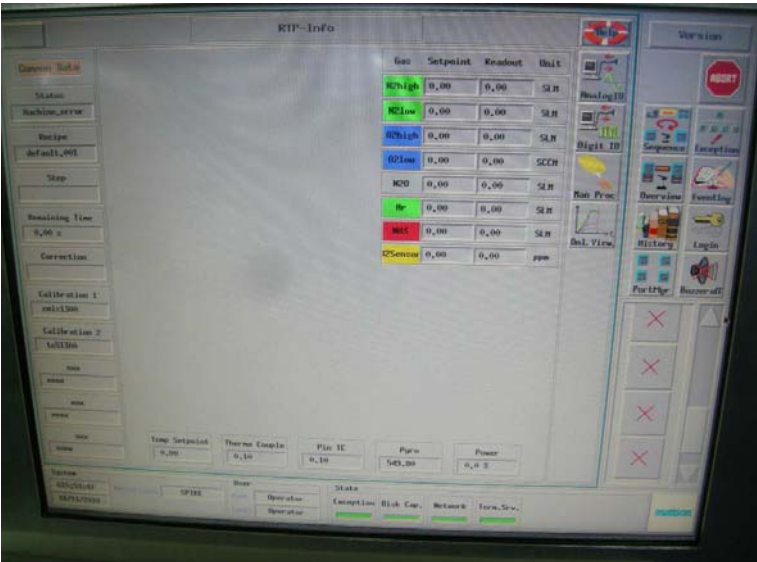 RTP-Info
Help
Version
Common Data
Gas Setpoint Readout Unit
ABORT
Status
Machine_error
N2high 0,00 0,00 SLM
AnalogIO
N2low 0,00 0,00 SLM
Recipe
default.001
O2high 0,00 0,00 SLM
Digit IO
Sequence Exception
O2low 0,00 0,00 SCCM
Step
N2O 0,00 0,00 SLM
Man Proc
Overview Eventlog
Remaining Time
0,00 s
Ar 0,00 0,00 SLM
0,00 0,00 SLM
Onl. View.
History Login
Correction
O2Sensor 0,00 0,00 ppm
PortMgr Buzzeroff
Calibration 1
Calibration 2
Temp Setpoint Thermo Couple Pin TC Pyro Power
0,00 0,10 0,10 0,0 %
System
User
State
Operator
Operator
Exception Disk Cap. Network Form.Srv.
mattson